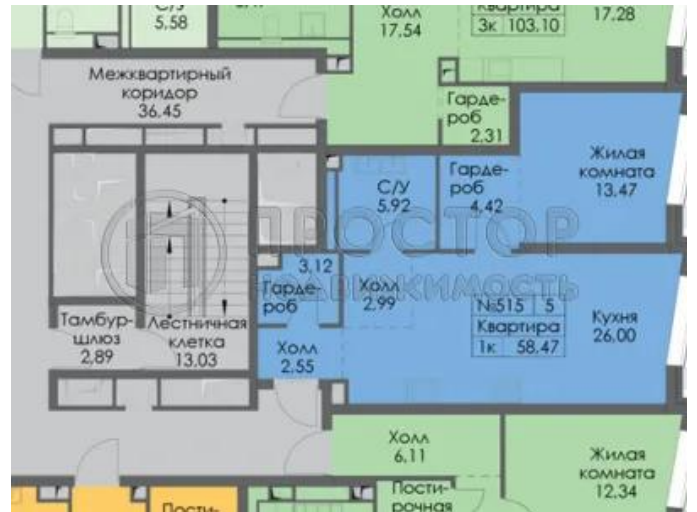 С/У
5.58
Холл
17.54
Квартира
3к 103.10
17.28
Межквартирный
коридор
36.45
Гарде-
роб
2.31
С/У
5.92
Гарде-
роб
4.42
Жилая
комната
13.47
ПРОСТОР
НЕДВИЖИМОСТЬ
3.12
Гарде-
роб
Холл
2.99
№515 5
Квартира
1к 58.47
Кухня
26.00
Тамбур-
шлюз
2.89
Лестничная
клетка
13.03
Холл
2.55
Холл
6.11
Жилая
комната
12.34
Пости-
рочная
Пости-